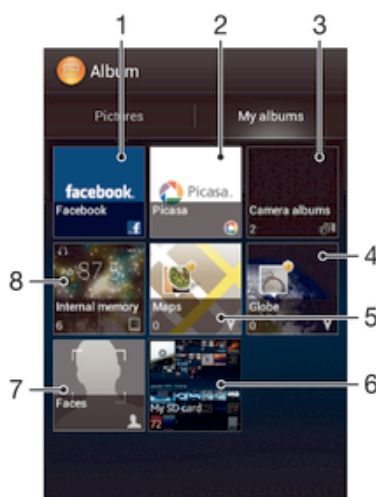 1 2 3
Album
Pictures My albums
facebook. Picasa.
Facebook Picasa Camera albums
2
4
8
Internal memory Maps Globe
6 0 0
5
7
Faces My SD-card
72
6